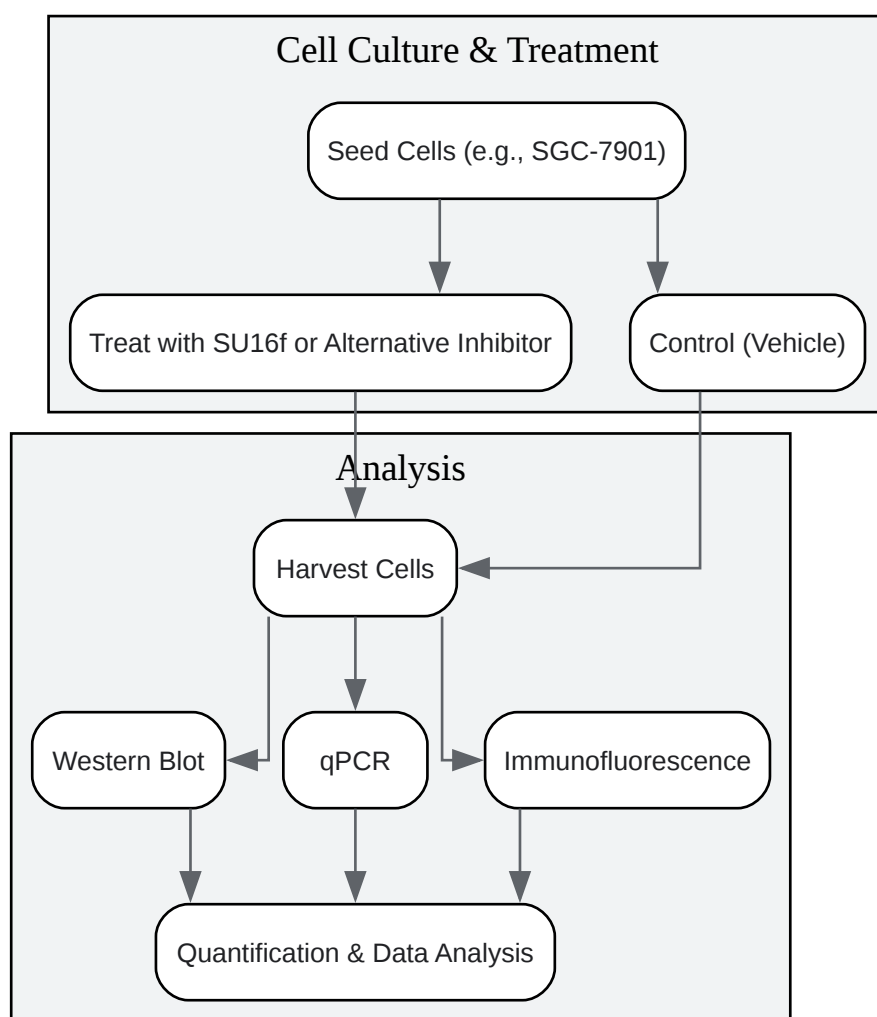 Cell Culture & Treatment
Seed Cells (e.g., SGC-7901)
Treat with SU16f or Alternative Inhibitor
Control (Vehicle)
Analysis
Harvest Cells
Western Blot
qPCR
Immunofluorescence
Quantification & Data Analysis